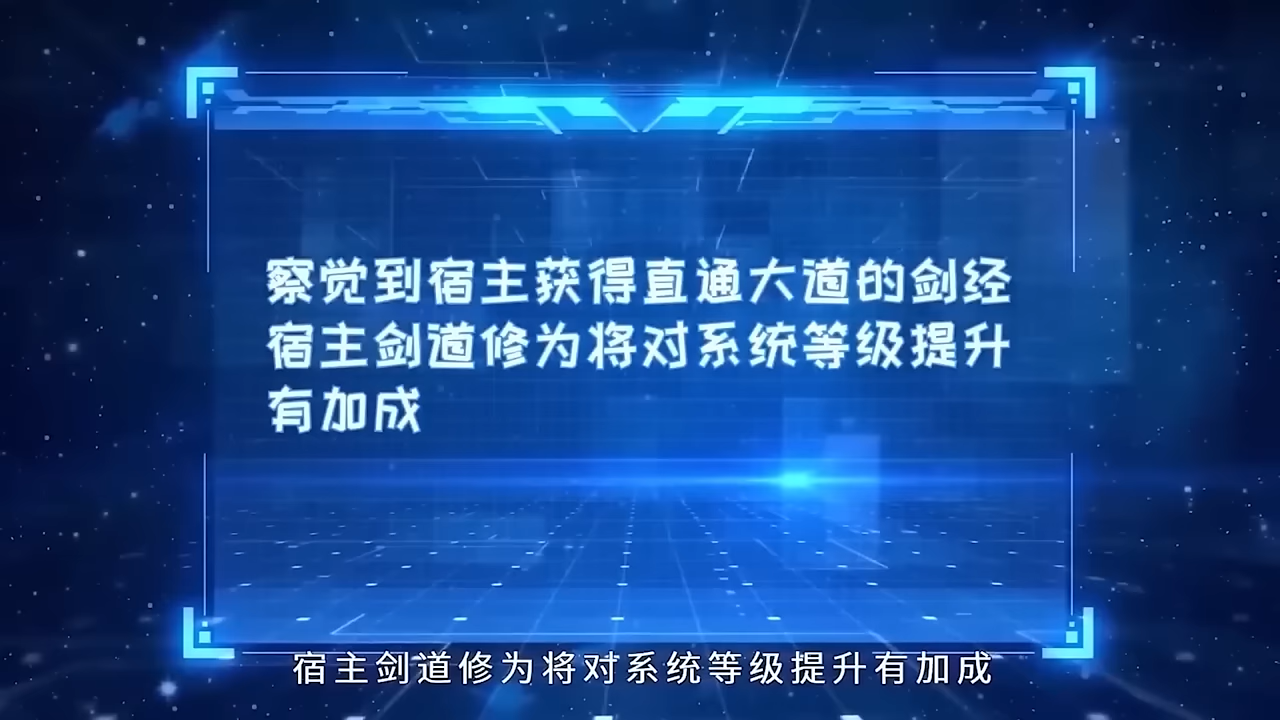 察觉到宿主获得直通大道的剑经
宿主剑道修为将对系统等级提升
有加成
宿主剑道修为将对系统等级提升有加成